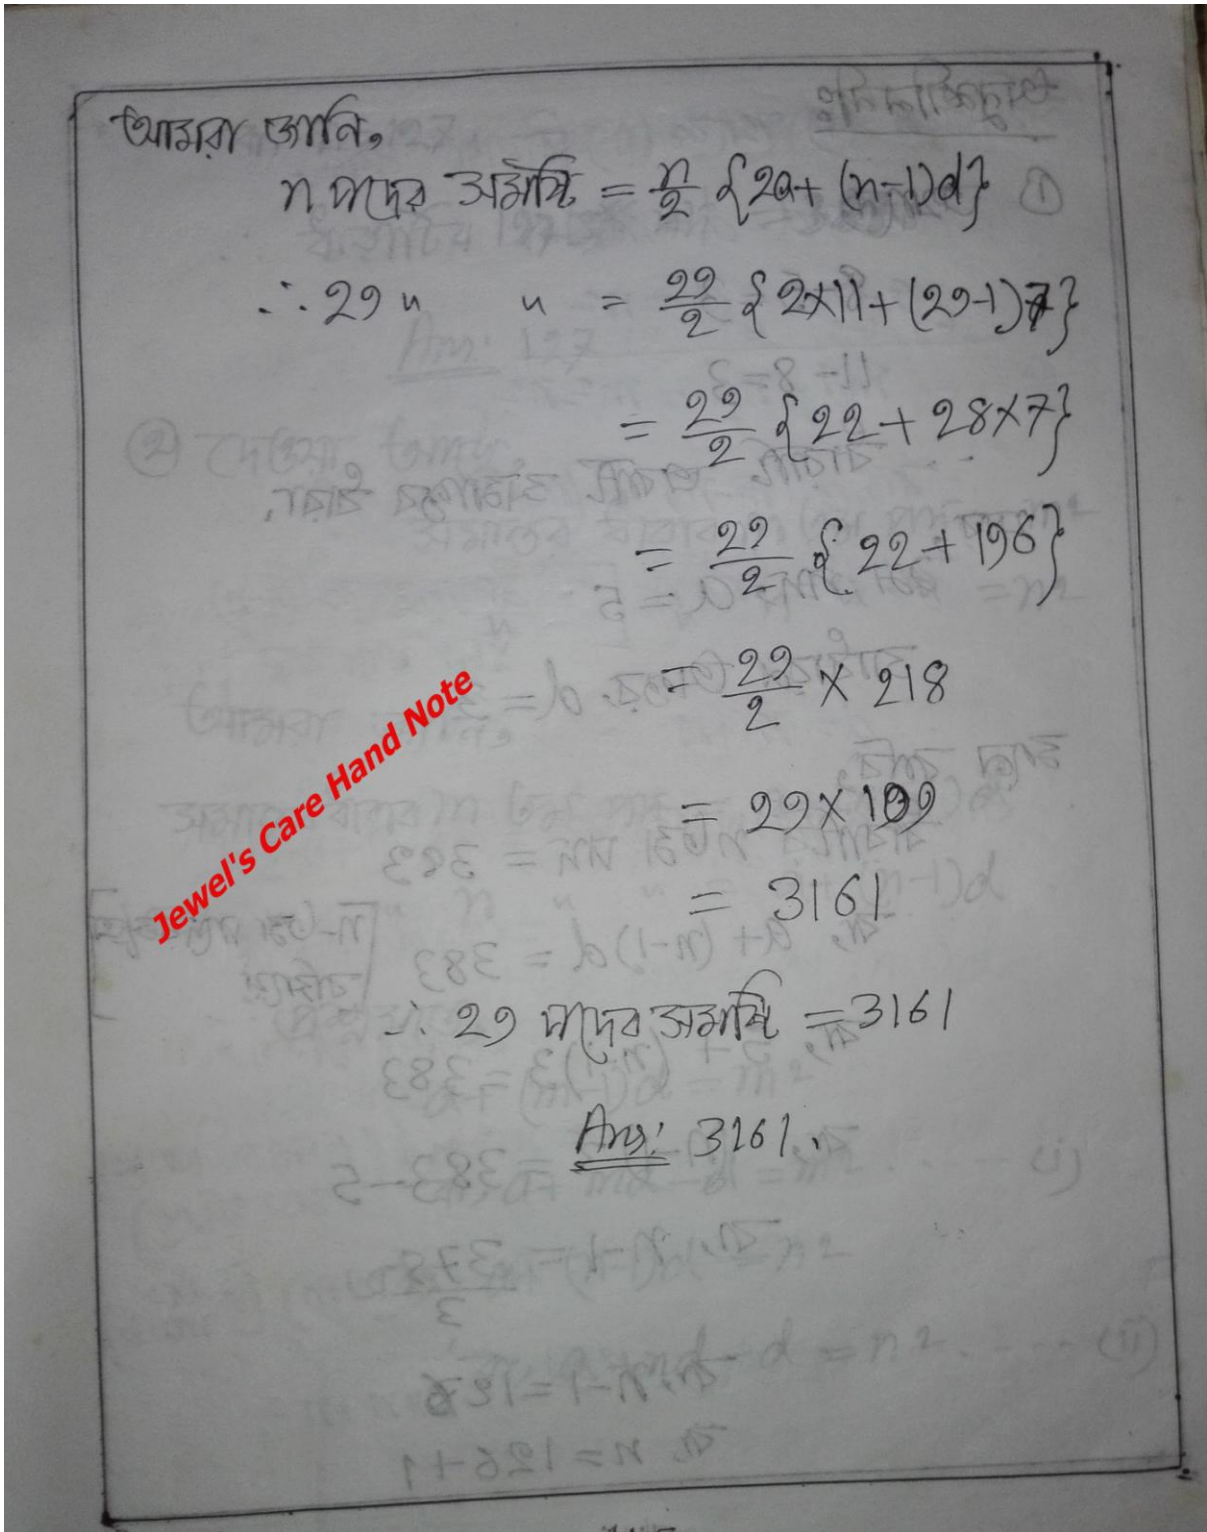 আমরা জানি,
n পদের সমষ্টি = n/2 {2a + (n-1)d}
∴ 29 " " = 29/2 {2×11 + (29-1)7}
= 29/2 {22 + 28×7}
= 29/2 {22 + 196}
= 29/2 × 218
= 29 × 109
= 3161
∴ 29 পদের সমষ্টি = 3161
Ans: 3161.
Jewel's Care Hand Note